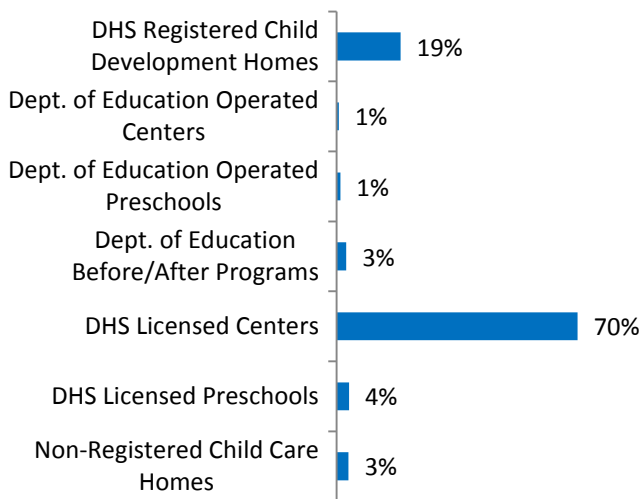 DHS Registered Child
Development Homes
19%
Dept. of Education Operated
Centers
1%
Dept. of Education Operated
Preschools
1%
Dept. of Education
Before/After Programs
3%
DHS Licensed Centers
70%
DHS Licensed Preschools
4%
Non-Registered Child Care
Homes
3%